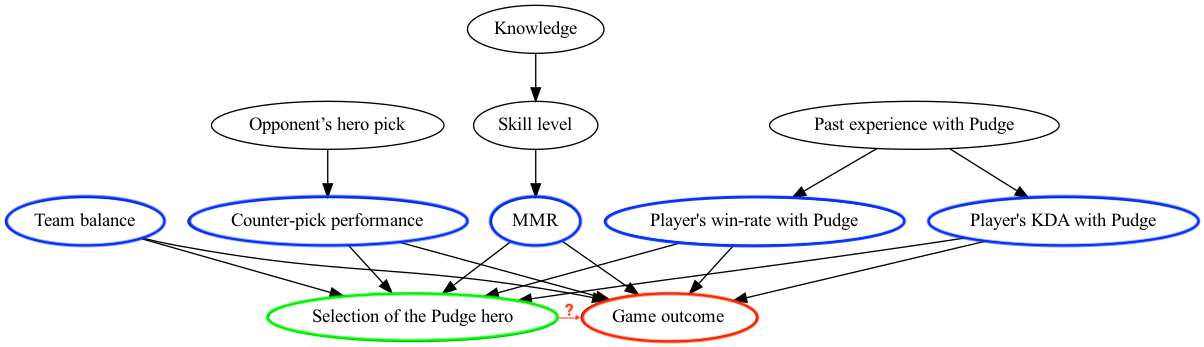 Knowledge
Opponent’s hero pick
Skill level
Past experience with Pudge
Team balance
Counter-pick performance
MMR
Player's win-rate with Pudge
Player's KDA with Pudge
Selection of the Pudge hero
?
Game outcome